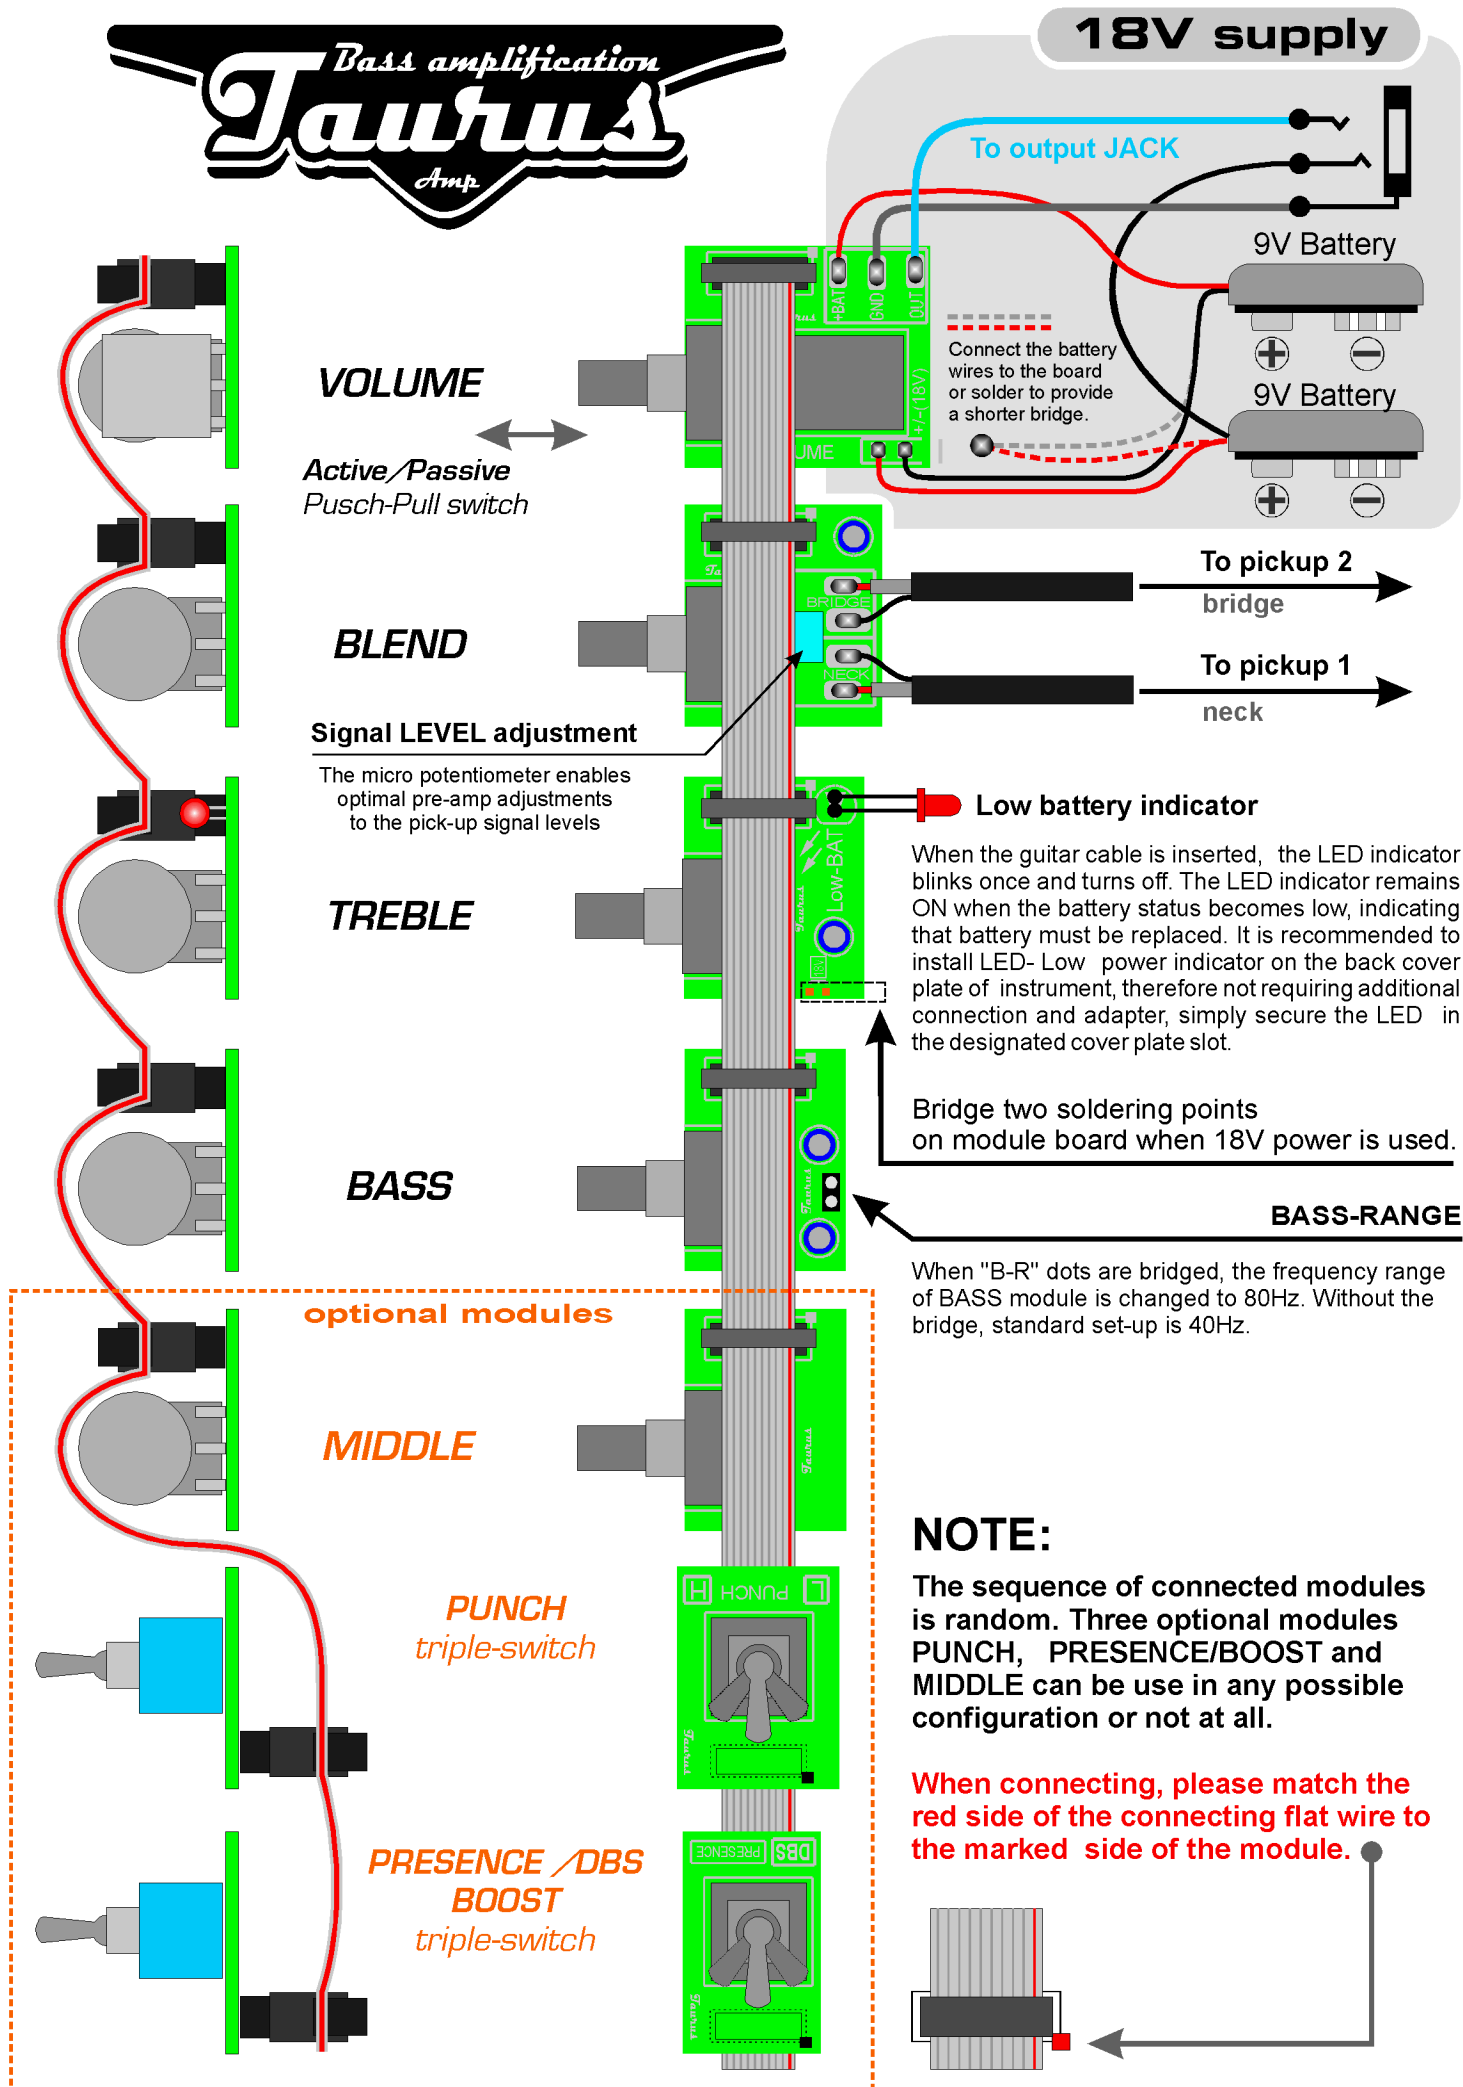 18V supply
Bass amplification
Taurus
Amp
To output JACK
9V Battery
+BAT
GND
OUT
Connect the battery
wires to the board
or solder to provide
a shorter bridge.
+/-(18V)
9V Battery
VOLUME
UME
Active/Passive
Pusch-Pull switch
To pickup 2
bridge
BRIDGE
BLEND
To pickup 1
NECK
neck
Signal LEVEL adjustment
The micro potentiometer enables
optimal pre-amp adjustments
to the pick-up signal levels
Low battery indicator
Low-BAT
Taurus
18V
TREBLE
When the guitar cable is inserted, the LED indicator
blinks once and turns off. The LED indicator remains
ON when the battery status becomes low, indicating
that battery must be replaced. It is recommended to
install LED- Low power indicator on the back cover
plate of instrument, therefore not requiring additional
connection and adapter, simply secure the LED in
the designated cover plate slot.
Bridge two soldering points
on module board when 18V power is used.
BASS
Taurus
BASS-RANGE
When "B-R" dots are bridged, the frequency range
of BASS module is changed to 80Hz. Without the
bridge, standard set-up is 40Hz.
optional modules
MIDDLE
Taurus
NOTE:
The sequence of connected modules
is random. Three optional modules
PUNCH, PRESENCE/BOOST and
MIDDLE can be use in any possible
configuration or not at all.
PUNCH
triple-switch
H PUNCH L
Taurus
When connecting, please match the
red side of the connecting flat wire to
the marked side of the module.
PRESENCE /DBS
BOOST
triple-switch
PRESENCE DBS
Taurus